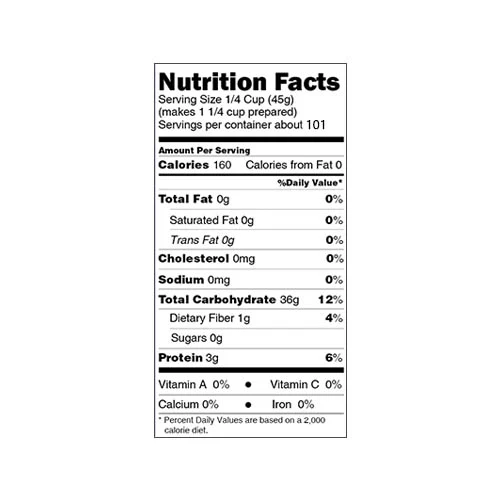 Nutrition Facts
Serving Size 1/4 Cup (45g)
(makes 1 1/4 cup prepared)
Servings per container about 101
Amount Per Serving
Calories 160 Calories from Fat 0
%Daily Value*
Total Fat 0g 0%
Saturated Fat 0g 0%
Trans Fat 0g 0%
Cholesterol 0mg 0%
Sodium 0mg 0%
Total Carbohydrate 36g 12%
Dietary Fiber 1g 4%
Sugars 0g
Protein 3g 6%
Vitamin A 0% ● Vitamin C 0%
Calcium 0% ● Iron 0%
* Percent Daily Values are based on a 2,000
calorie diet.